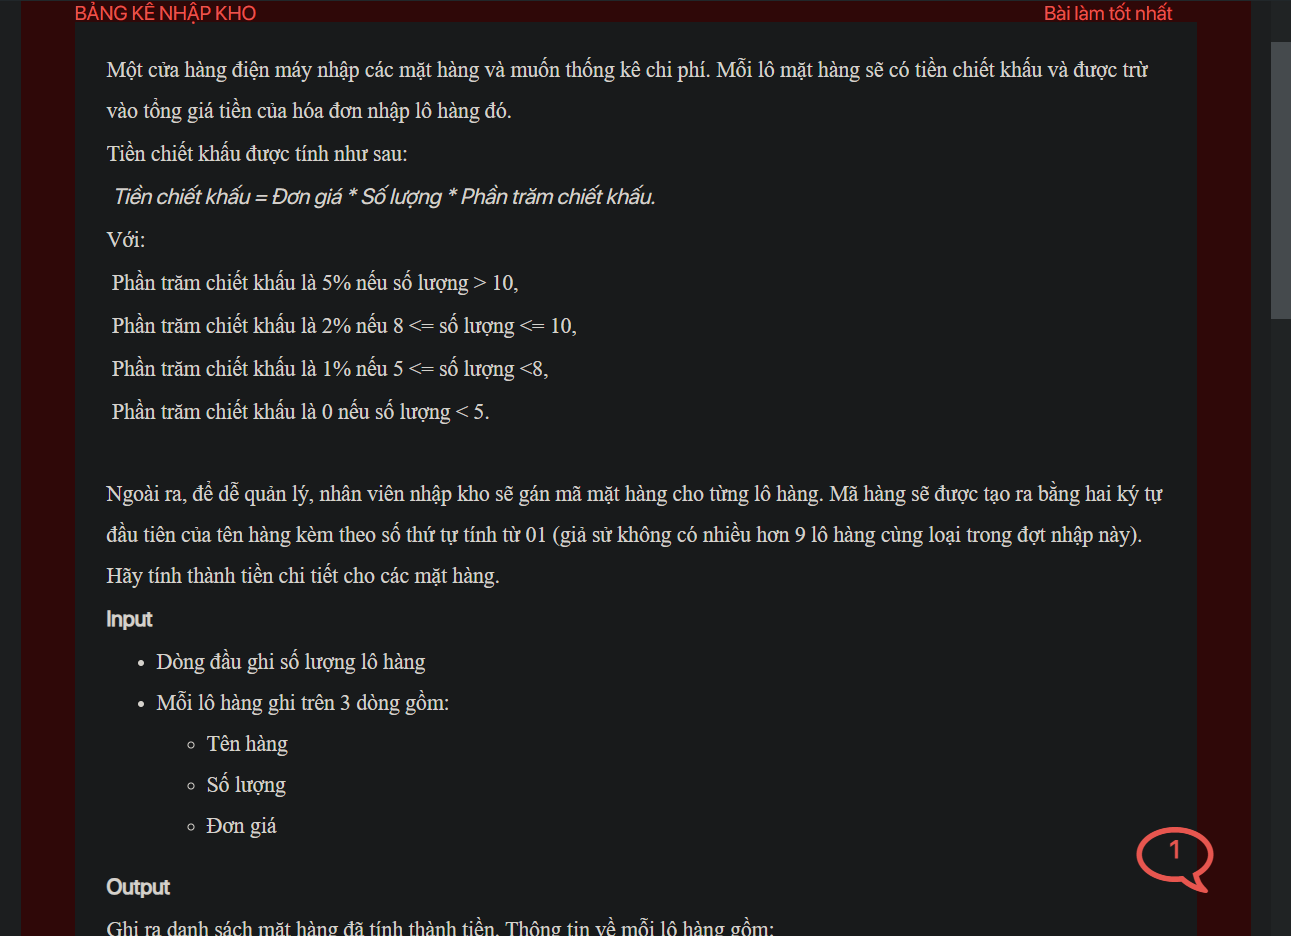 BẢNG KÊ NHẬP KHO
Bài làm tốt nhất
Một cửa hàng điện máy nhập các mặt hàng và muốn thống kê chi phí. Mỗi lô mặt hàng sẽ có tiền chiết khấu và được trừ
vào tổng giá tiền của hóa đơn nhập lô hàng đó.
Tiền chiết khấu được tính như sau:
Tiền chiết khấu = Đơn giá * Số lượng * Phần trăm chiết khấu.
Với:
Phần trăm chiết khấu là 5% nếu số lượng > 10,
Phần trăm chiết khấu là 2% nếu 8 <= số lượng <= 10,
Phần trăm chiết khấu là 1% nếu 5 <= số lượng <8,
Phần trăm chiết khấu là 0 nếu số lượng < 5.
Ngoài ra, để dễ quản lý, nhân viên nhập kho sẽ gán mã mặt hàng cho từng lô hàng. Mã hàng sẽ được tạo ra bằng hai ký tự
đầu tiên của tên hàng kèm theo số thứ tự tính từ 01 (giả sử không có nhiều hơn 9 lô hàng cùng loại trong đợt nhập này).
Hãy tính thành tiền chi tiết cho các mặt hàng.
Input
• Dòng đầu ghi số lượng lô hàng
• Mỗi lô hàng ghi trên 3 dòng gồm:
◦ Tên hàng
◦ Số lượng
◦ Đơn giá
1
Output
Ghi ra danh sách mặt hàng đã tính thành tiền. Thông tin về mỗi lô hàng gồm: